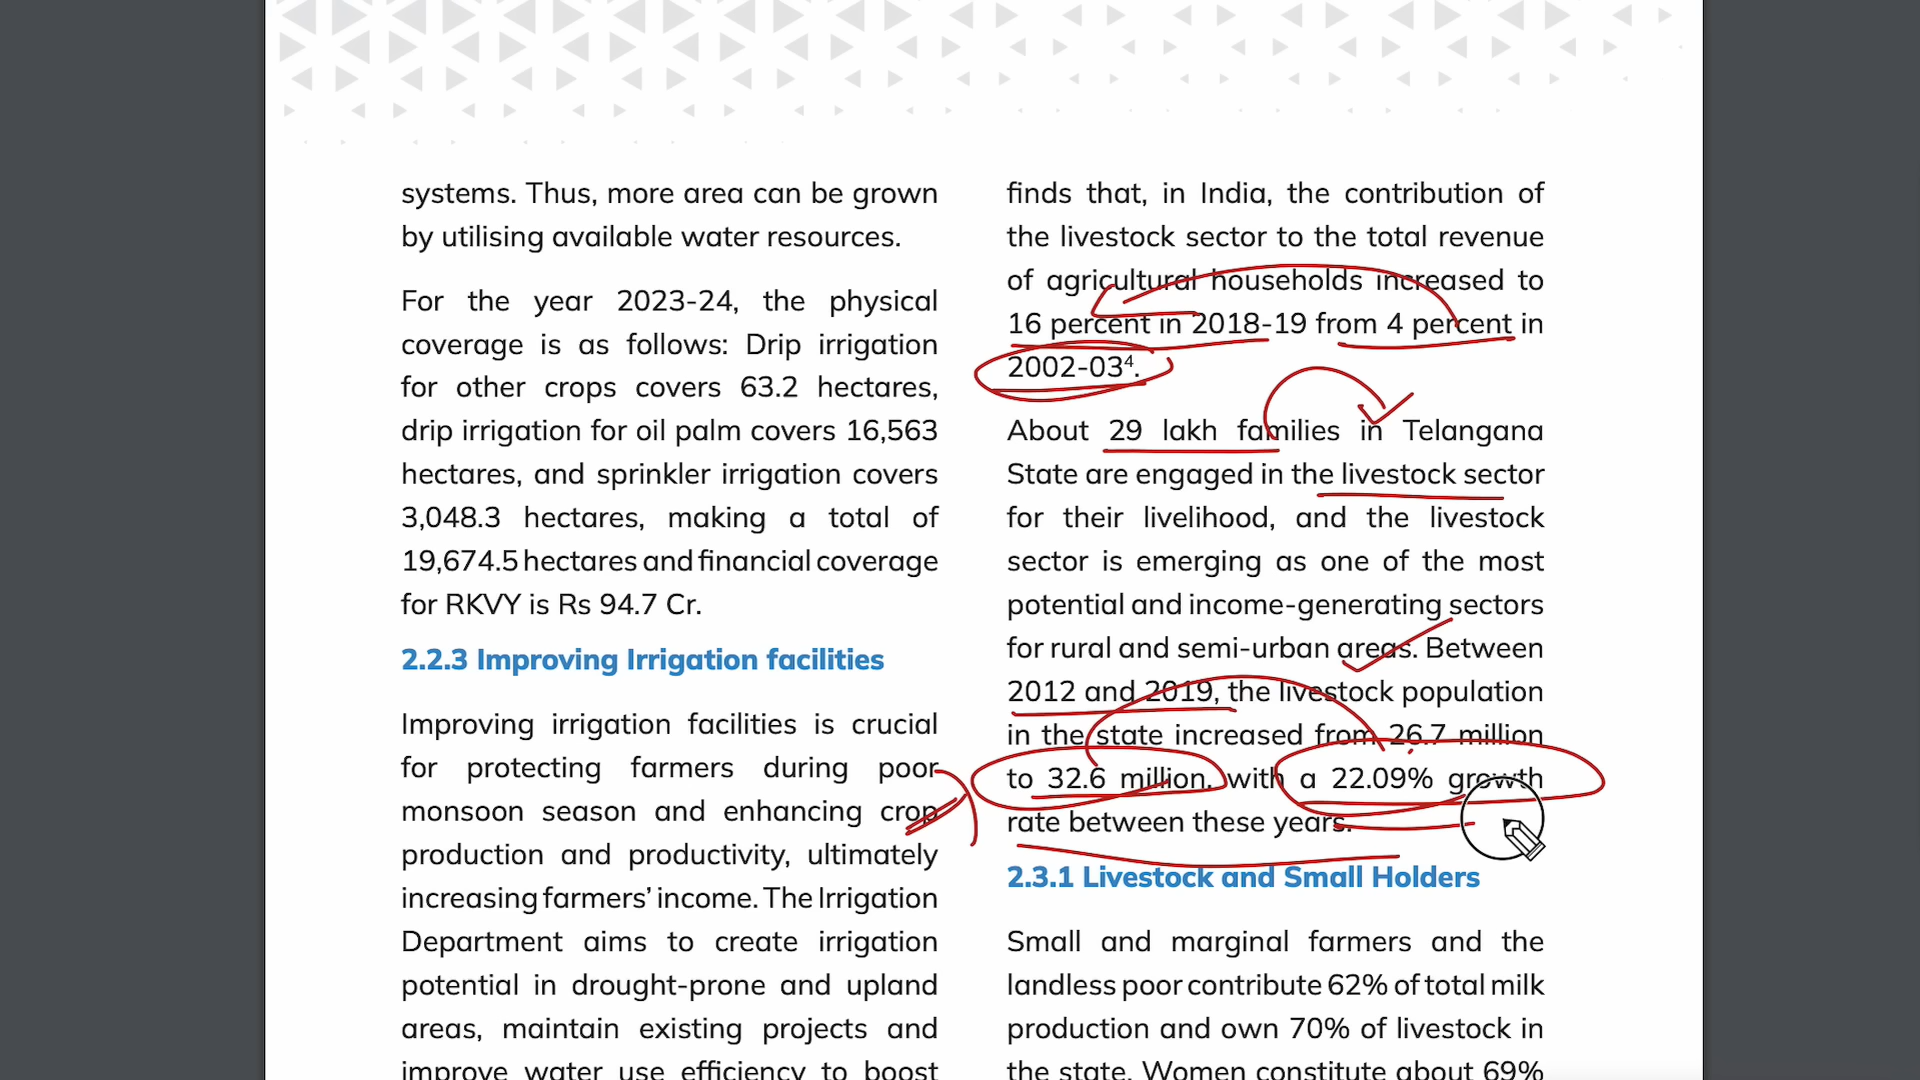 systems. Thus, more area can be grown
by utilising available water resources.
For the year 2023-24, the physical
coverage is as follows: Drip irrigation
for other crops covers 63.2 hectares,
drip irrigation for oil palm covers 16,563
hectares, and sprinkler irrigation covers
3,048.3 hectares, making a total of
19,674.5 hectares and financial coverage
for RKVY is Rs 94.7 Cr.
2.2.3 Improving Irrigation facilities
Improving irrigation facilities is crucial
for protecting farmers during poor
monsoon season and enhancing crop
production and productivity, ultimately
increasing farmers’ income. The Irrigation
Department aims to create irrigation
potential in drought-prone and upland
areas, maintain existing projects and
improve water use efficiency to boost
finds that, in India, the contribution of
the livestock sector to the total revenue
of agricultural households increased to
16 percent in 2018-19 from 4 percent in
2002-03⁴.
About 29 lakh families in Telangana
State are engaged in the livestock sector
for their livelihood, and the livestock
sector is emerging as one of the most
potential and income-generating sectors
for rural and semi-urban areas. Between
2012 and 2019, the livestock population
in the state increased from 26.7 million
to 32.6 million, with a 22.09% growth
rate between these years.
2.3.1 Livestock and Small Holders
Small and marginal farmers and the
landless poor contribute 62% of total milk
production and own 70% of livestock in
the state. Women constitute about 69%